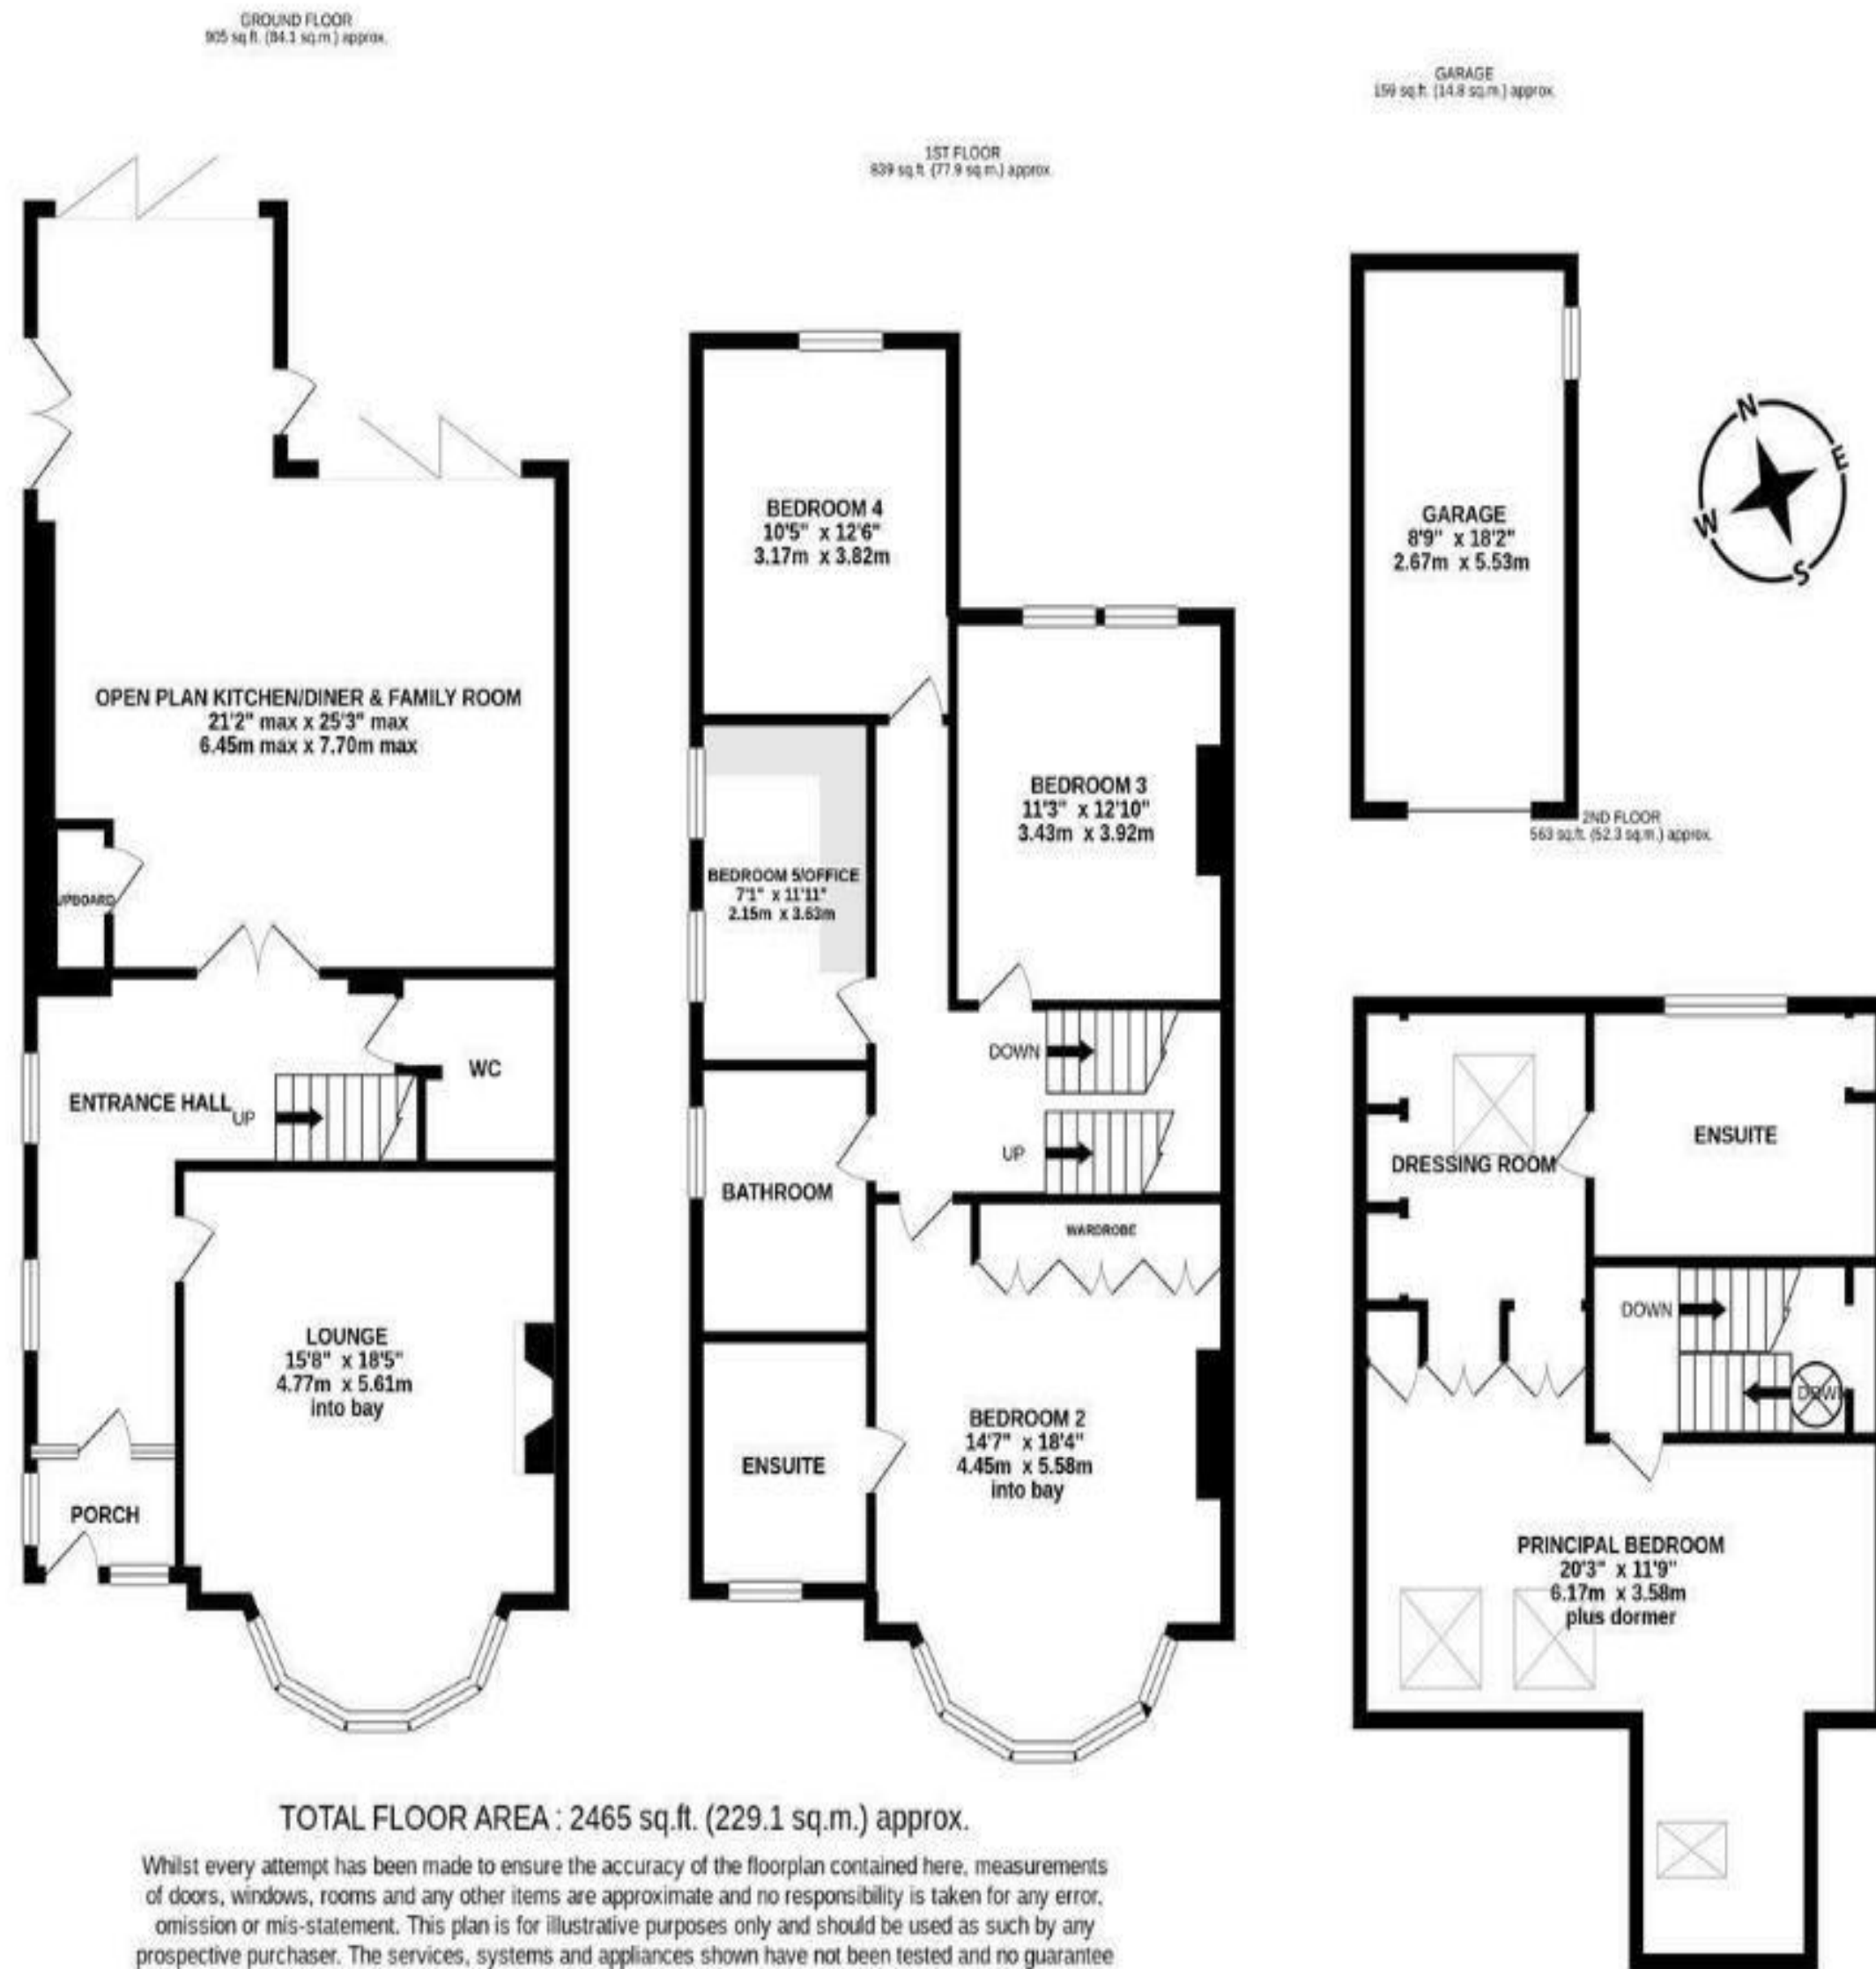 GROUND FLOOR
905 sq.ft. (84.1 sq.m.) approx.
OPEN PLAN KITCHEN/DINER & FAMILY ROOM
21'2" max x 25'3" max
6.45m max x 7.70m max
UPBOARD
ENTRANCE HALL
UP
WC
LOUNGE
15'8" x 18'5"
4.77m x 5.61m
into bay
PORCH
1ST FLOOR
839 sq.ft. (77.9 sq.m.) approx.
BEDROOM 4
10'5" x 12'6"
3.17m x 3.82m
BEDROOM 3
11'3" x 12'10"
3.43m x 3.92m
BEDROOM 5/OFFICE
7'1" x 11'11"
2.15m x 3.63m
DOWN
UP
BATHROOM
WARDROBE
ENSUITE
BEDROOM 2
14'7" x 18'4"
4.45m x 5.58m
into bay
GARAGE
159 sq.ft. (14.8 sq.m.) approx.
GARAGE
8'9" x 18'2"
2.67m x 5.53m
N
E
W
S
2ND FLOOR
563 sq.ft. (52.3 sq.m.) approx.
DRESSING ROOM
ENSUITE
DOWN
DOW
PRINCIPAL BEDROOM
20'3" x 11'9"
6.17m x 3.58m
plus dormer
TOTAL FLOOR AREA : 2465 sq.ft. (229.1 sq.m.) approx.
Whilst every attempt has been made to ensure the accuracy of the floorplan contained here, measurements
of doors, windows, rooms and any other items are approximate and no responsibility is taken for any error,
omission or mis-statement. This plan is for illustrative purposes only and should be used as such by any
prospective purchaser. The services, systems and appliances shown have not been tested and no guarantee